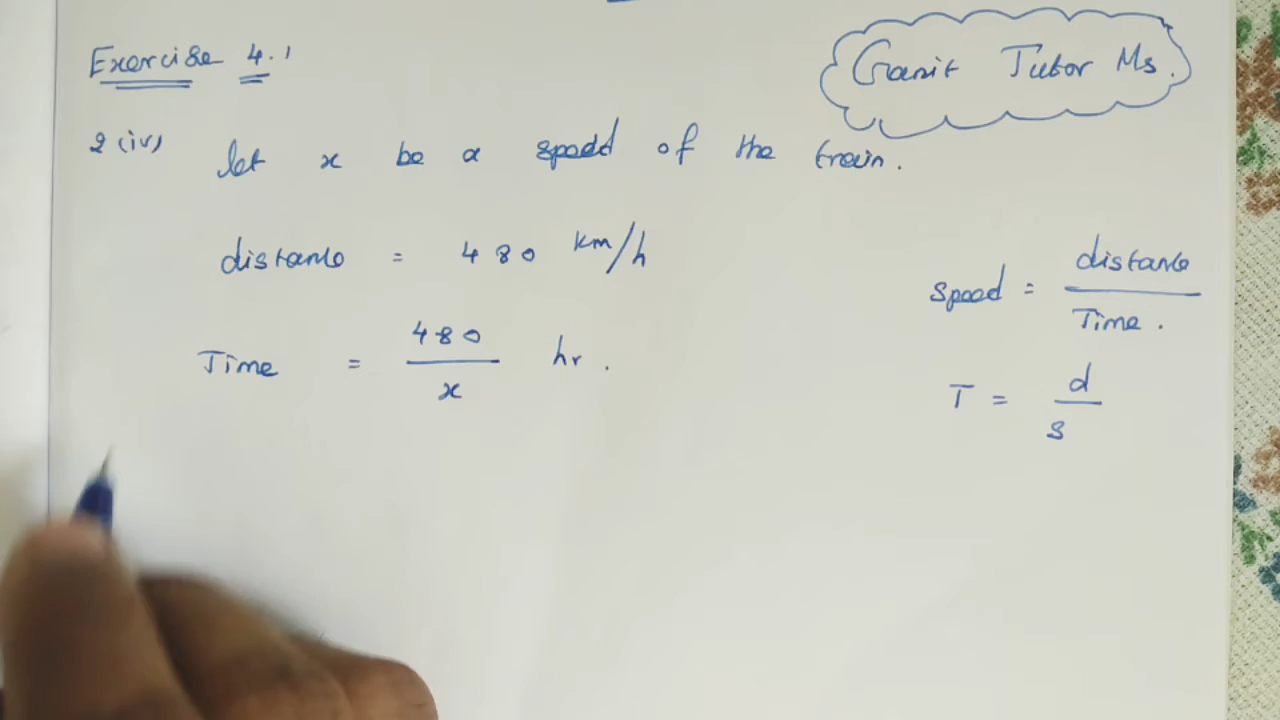 Exercise 4.1
Ganit Tutor Ms.
2 (iv) let x be a speed of the train.
distance = 480 km/h
Time = 480/x hr.
Speed = distance/Time.
T = d/s